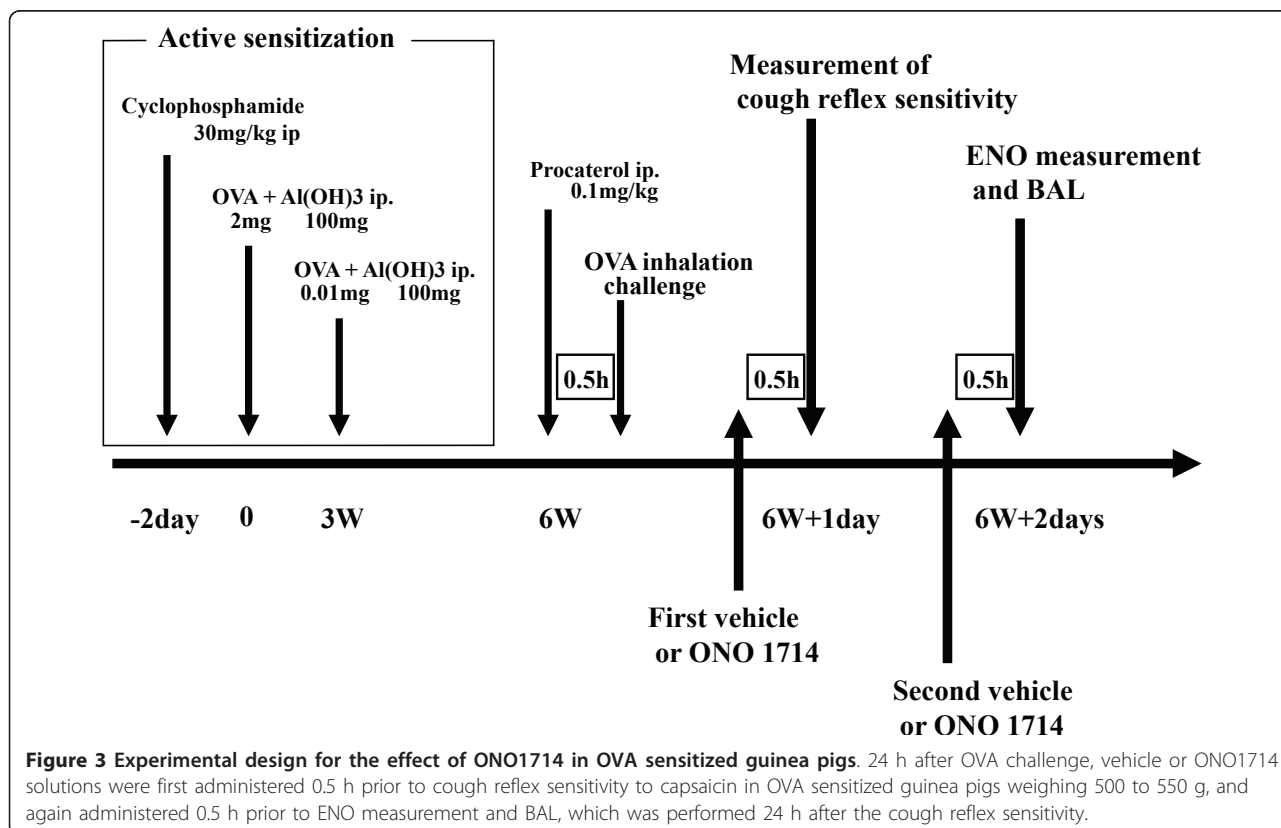 Active sensitization
Cyclophosphamide
30mg/kg ip
OVA + Al(OH)3 ip.
2mg 100mg
OVA + Al(OH)3 ip.
0.01mg 100mg
Procaterol ip.
0.1mg/kg
OVA inhalation
challenge
Measurement of
cough reflex sensitivity
ENO measurement
and BAL
0.5h
0.5h
0.5h
-2day 0 3W 6W 6W+1day 6W+2days
First vehicle
or ONO 1714
Second vehicle
or ONO 1714
Figure 3 Experimental design for the effect of ONO1714 in OVA sensitized guinea pigs. 24 h after OVA challenge, vehicle or ONO1714
solutions were first administered 0.5 h prior to cough reflex sensitivity to capsaicin in OVA sensitized guinea pigs weighing 500 to 550 g, and
again administered 0.5 h prior to ENO measurement and BAL, which was performed 24 h after the cough reflex sensitivity.